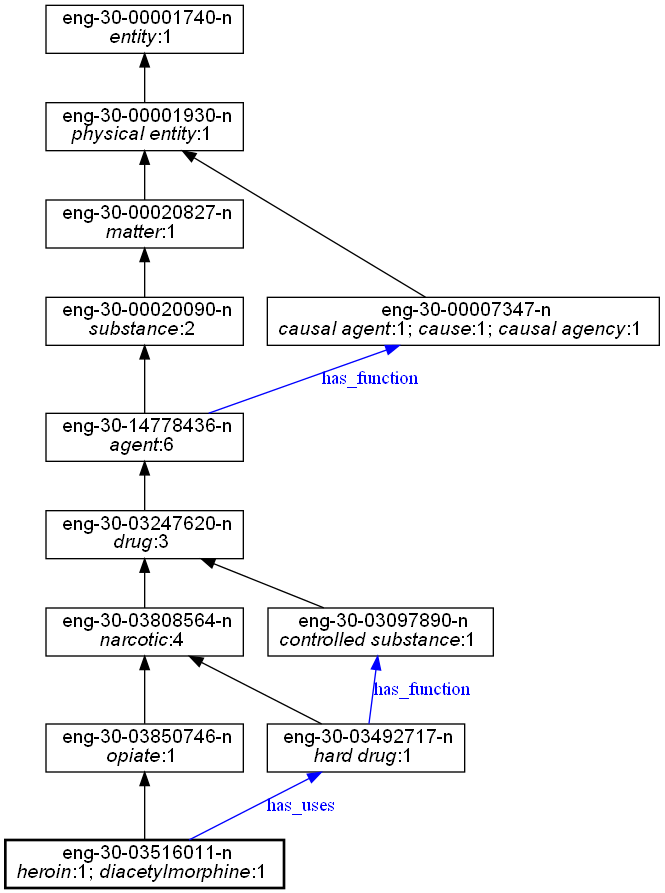 eng-30-00001740-n
entity:1
eng-30-00001930-n
physical entity:1
eng-30-00020827-n
matter:1
eng-30-00020090-n
substance:2
eng-30-00007347-n
causal agent:1; cause:1; causal agency:1
has_function
eng-30-14778436-n
agent:6
eng-30-03247620-n
drug:3
eng-30-03808564-n
narcotic:4
eng-30-03097890-n
controlled substance:1
has_function
eng-30-03850746-n
opiate:1
eng-30-03492717-n
hard drug:1
has_uses
eng-30-03516011-n
heroin:1; diacetylmorphine:1